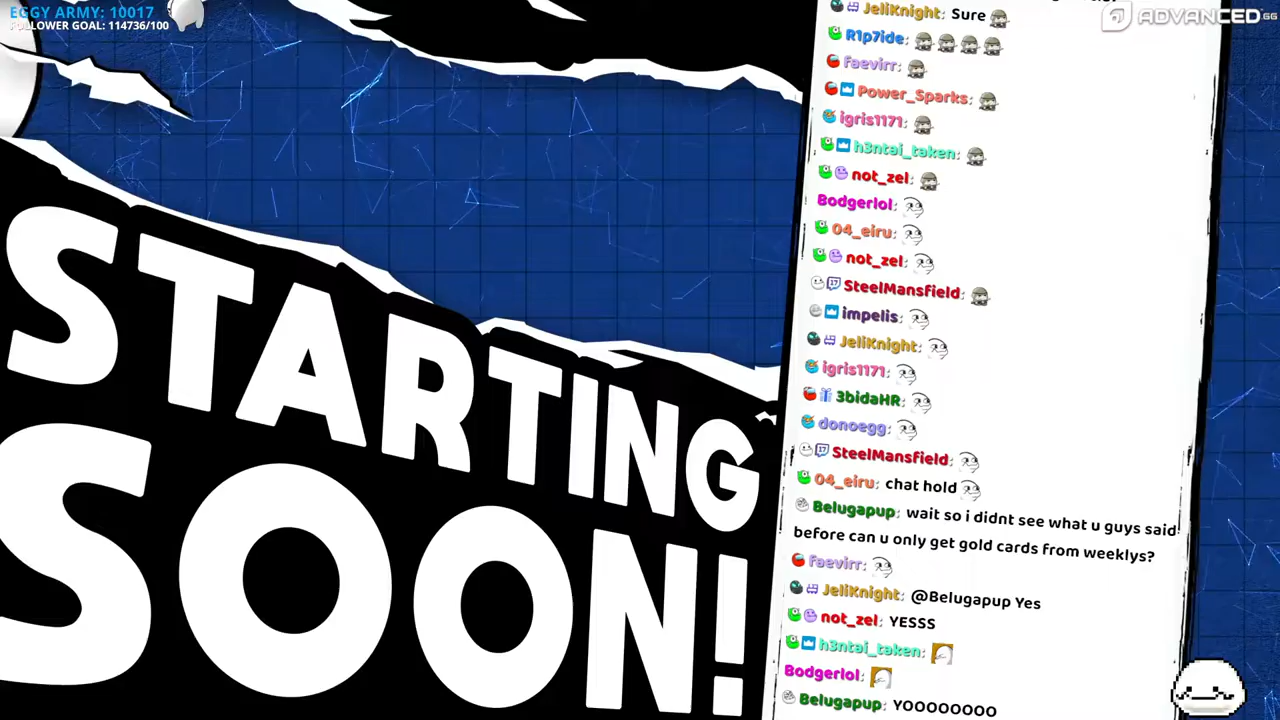 EGGY ARMY: 10017
FOLLOWER GOAL: 114736/100
ADVANCED.GG
STARTING
SOON!
JeliKnight: Sure
R1p7ide:
faevirr:
Power_Sparks:
igris1171:
h3ntai_taken:
not_zel:
Bodgerlol:
04_eiru:
not_zel:
SteelMansfield:
impelis:
JeliKnight:
igris1171:
3bidaHR:
donoegg:
SteelMansfield:
04_eiru: chat hold
Belugapup: wait so i didnt see what u guys said
before can u only get gold cards from weeklys?
faevirr:
JeliKnight: @Belugapup Yes
not_zel: YESSS
h3ntai_taken:
Bodgerlol:
Belugapup: YOOOOOOOO